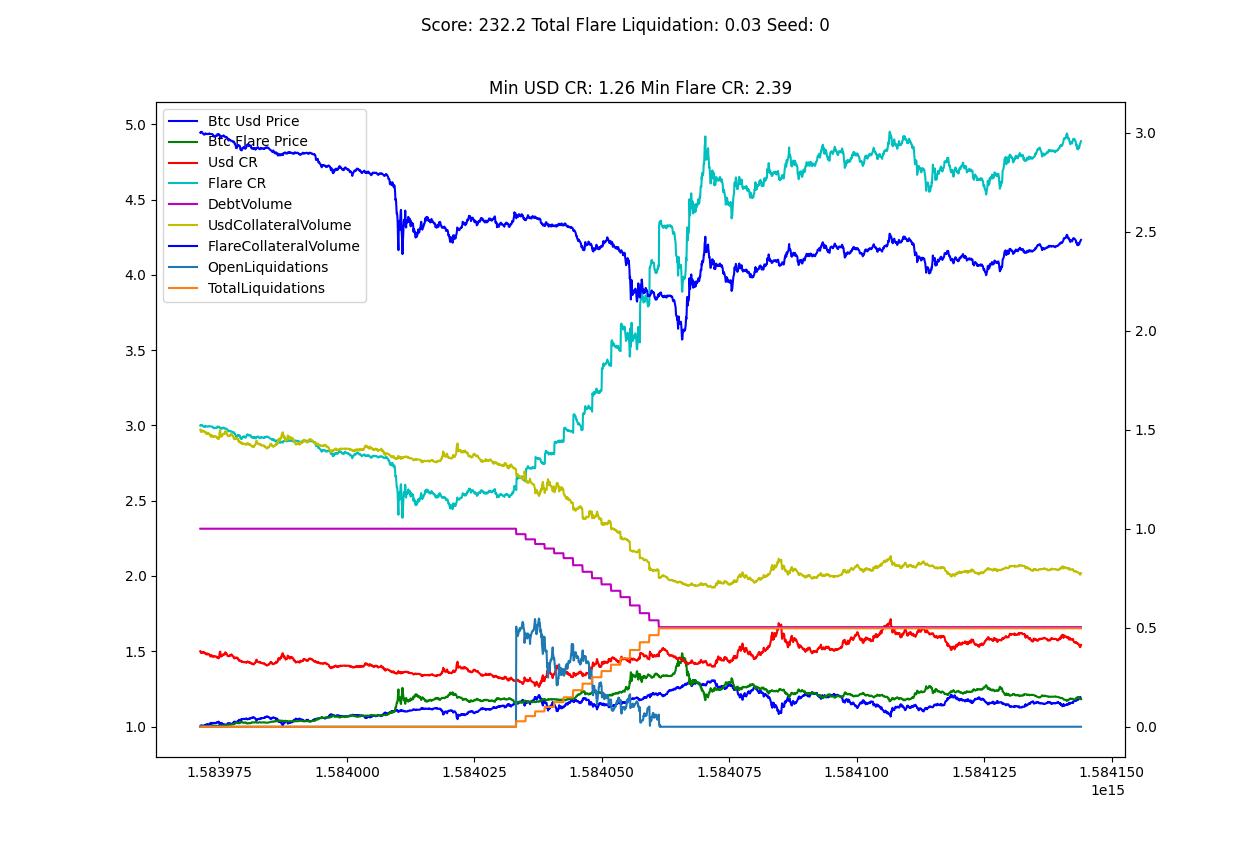 Score: 232.2 Total Flare Liquidation: 0.03 Seed: 0
Min USD CR: 1.26 Min Flare CR: 2.39
Btc Usd Price
Btc Flare Price
Usd CR
Flare CR
DebtVolume
UsdCollateralVolume
FlareCollateralVolume
OpenLiquidations
TotalLiquidations
5.0
4.5
4.0
3.5
3.0
2.5
2.0
1.5
1.0
3.0
2.5
2.0
1.5
1.0
0.5
0.0
1.583975 1.584000 1.584025 1.584050 1.584075 1.584100 1.584125 1.584150
1e15